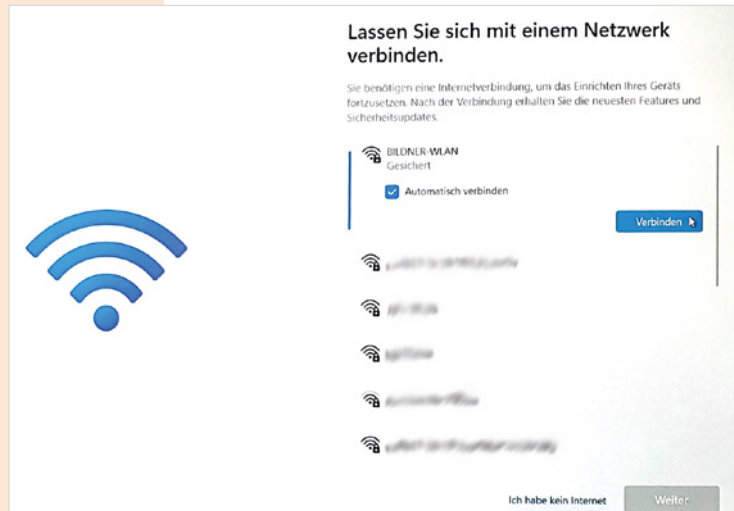 Lassen Sie sich mit einem Netzwerk
verbinden.
Sie benötigen eine Internetverbindung, um das Einrichten Ihres Geräts
fortzusetzen. Nach der Verbindung erhalten Sie die neuesten Features und
Sicherheitsupdates.
BILDNER-WLAN
Gesichert
Automatisch verbinden
Verbinden
Ich habe kein Internet
Weiter